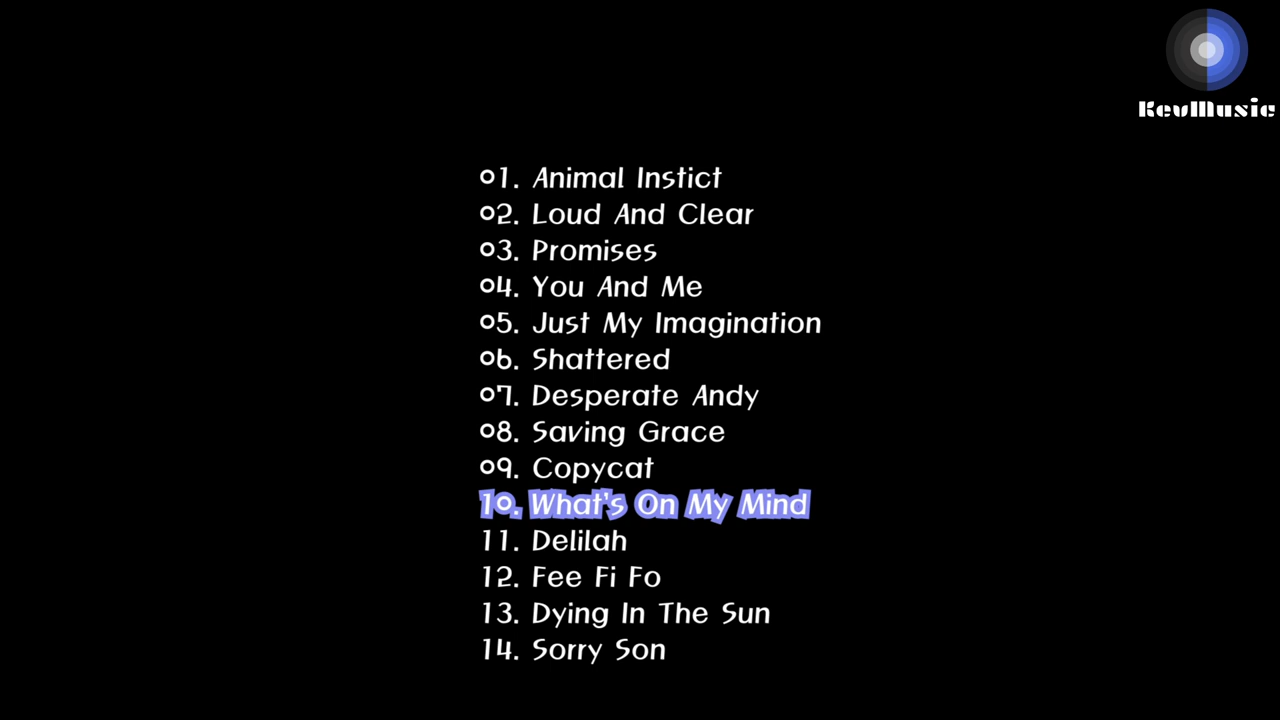 KevMusic
01. Animal Instict
02. Loud And Clear
03. Promises
04. You And Me
05. Just My Imagination
06. Shattered
07. Desperate Andy
08. Saving Grace
09. Copycat
10. What's On My Mind
11. Delilah
12. Fee Fi Fo
13. Dying In The Sun
14. Sorry Son